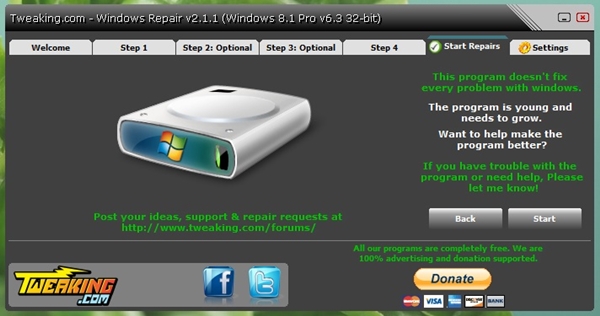 Tweaking.com - Windows Repair v2.1.1 (Windows 8.1 Pro v6.3 32-bit)
Welcome
Step 1
Step 2: Optional
Step 3: Optional
Step 4
Start Repairs
Settings
This program doesn't fix
every problem with windows.
The program is young and
needs to grow.
Want to help make the
program better?
If you have trouble with the
program or need help, Please
let me know!
Post your ideas, support & repair requests at
http://www.tweaking.com/forums/
Back
Start
All our programs are completely free. We are
100% advertising and donation supported.
TWEAKING
.COM
Donate
VISA
BANK